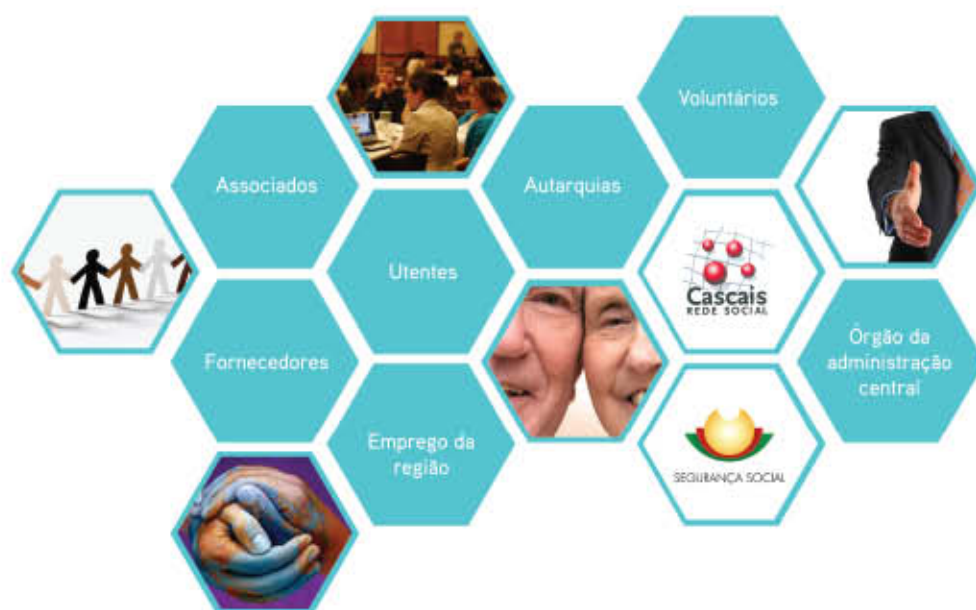 Voluntários
Associados
Autarquias
Utentes
Cascais
REDE SOCIAL
Fornecedores
Órgão da
administração
central
Emprego da
região
SEGURANÇA SOCIAL